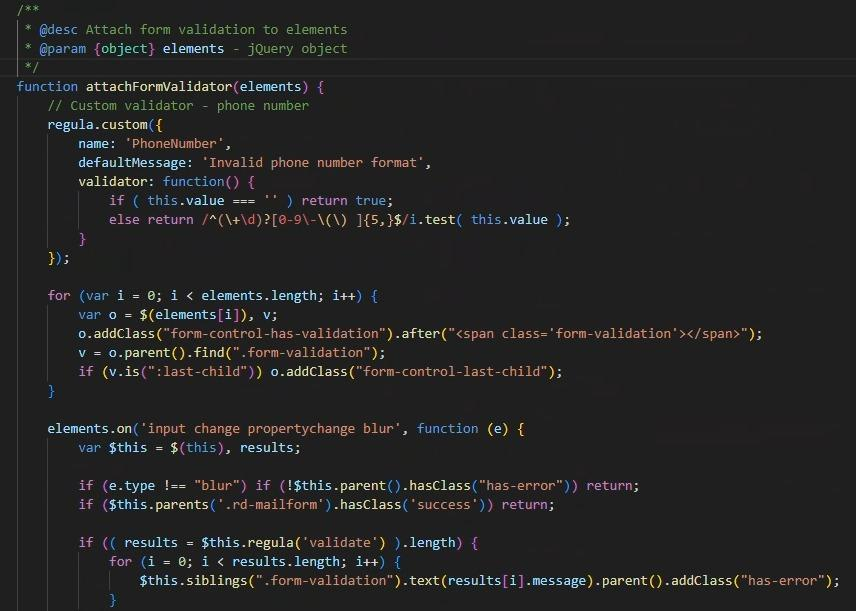 /**
 * @desc Attach form validation to elements
 * @param {object} elements - jQuery object
 */
function attachFormValidator(elements) {
    // Custom validator - phone number
    regula.custom({
        name: 'PhoneNumber',
        defaultMessage: 'Invalid phone number format',
        validator: function() {
            if ( this.value === '' ) return true;
            else return /^(\+\d)?[0-9\-\(\) ]{5,}$/i.test( this.value );
        }
    });

    for (var i = 0; i < elements.length; i++) {
        var o = $(elements[i]), v;
        o.addClass("form-control-has-validation").after("<span class='form-validation'></span>");
        v = o.parent().find(".form-validation");
        if (v.is(":last-child")) o.addClass("form-control-last-child");
    }

    elements.on('input change propertychange blur', function (e) {
        var $this = $(this), results;

        if (e.type !== "blur") if (!$this.parent().hasClass("has-error")) return;
        if ($this.parents('.rd-mailform').hasClass('success')) return;

        if (( results = $this.regula('validate') ).length) {
            for (i = 0; i < results.length; i++) {
                $this.siblings(".form-validation").text(results[i].message).parent().addClass("has-error");
            }